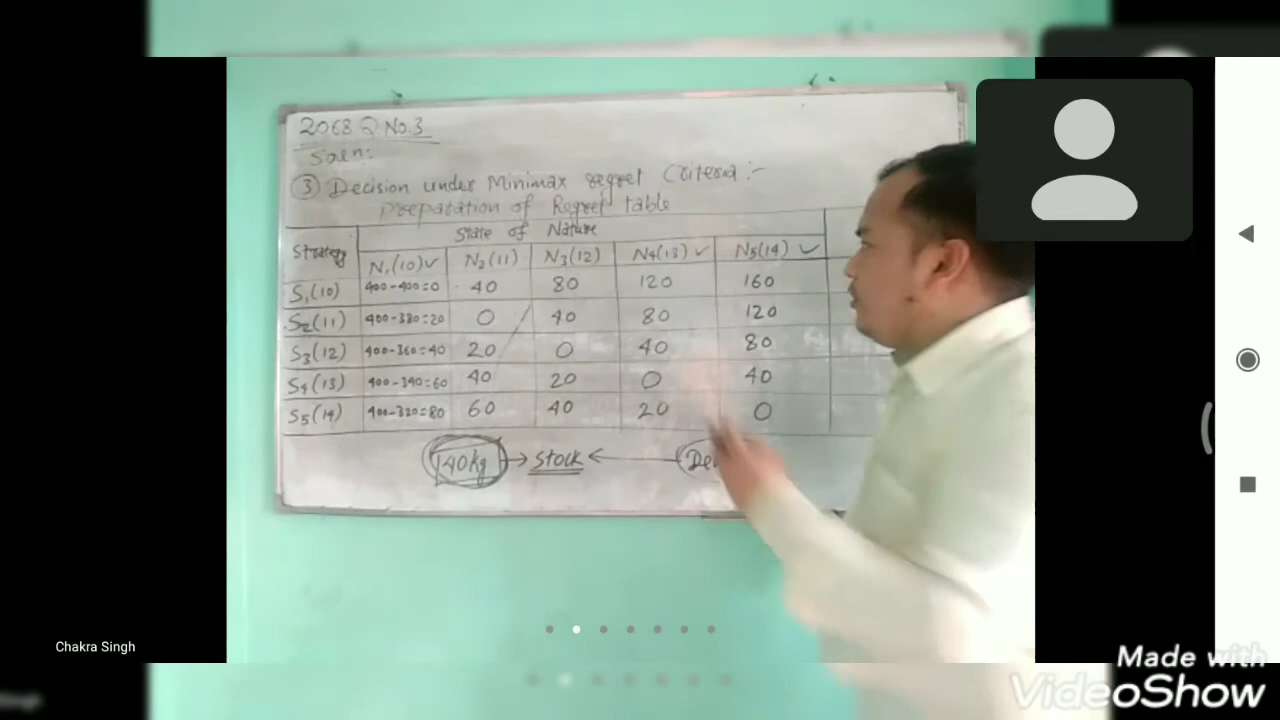 2068 Q No.3
Soln:
③ Decision under Minimax regret Criteria :-
Preparation of Regret table
Strategy State of Nature
N1(10)✓ N2(11) N3(12) N4(13) ✓ N5(14) ✓
S1(10) 400-400=0 40 80 120 160
S2(11) 400-380=20 0 40 80 120
S3(12) 400-360=40 20 0 40 80
S4(13) 400-340=60 40 20 0 40
S5(14) 400-320=80 60 40 20 0
40kg → Stock ←
Chakra Singh
Made with
VideoShow